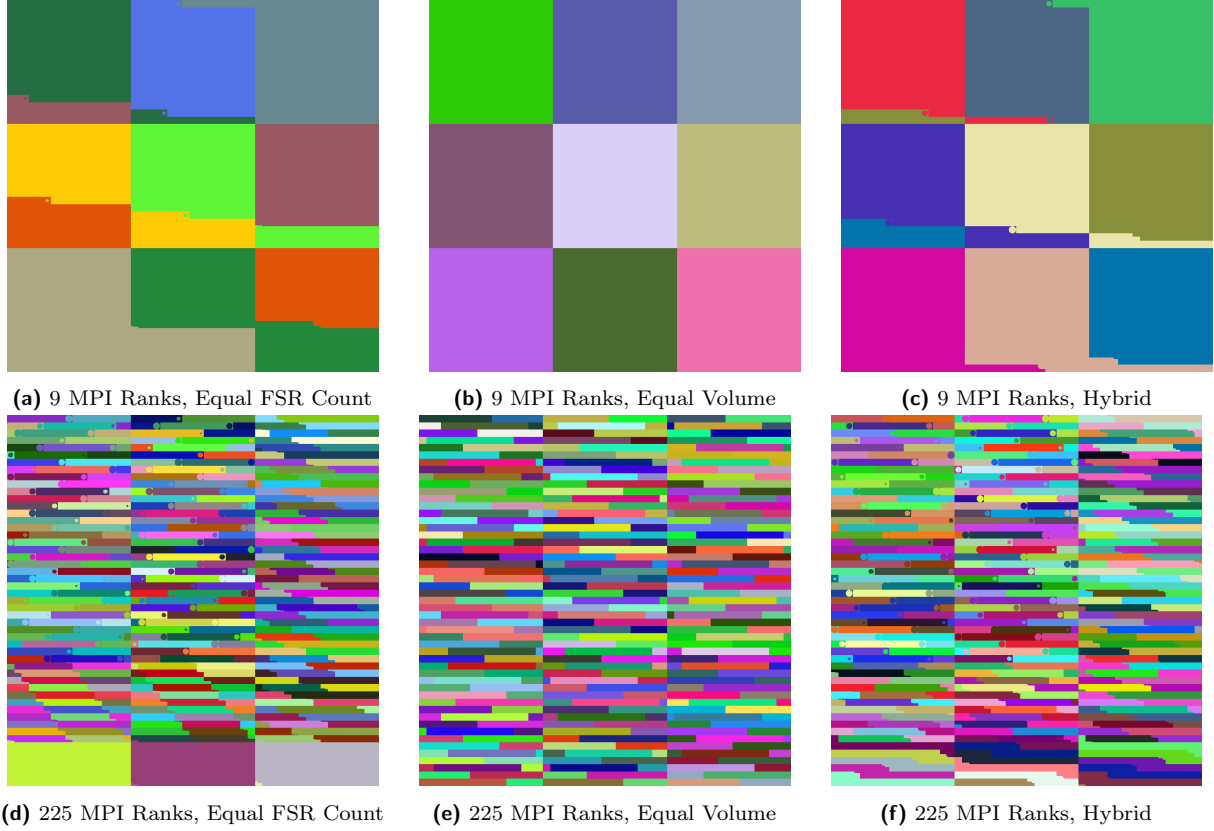 (a) 9 MPI Ranks, Equal FSR Count
(b) 9 MPI Ranks, Equal Volume
(c) 9 MPI Ranks, Hybrid
(d) 225 MPI Ranks, Equal FSR Count
(e) 225 MPI Ranks, Equal Volume
(f) 225 MPI Ranks, Hybrid